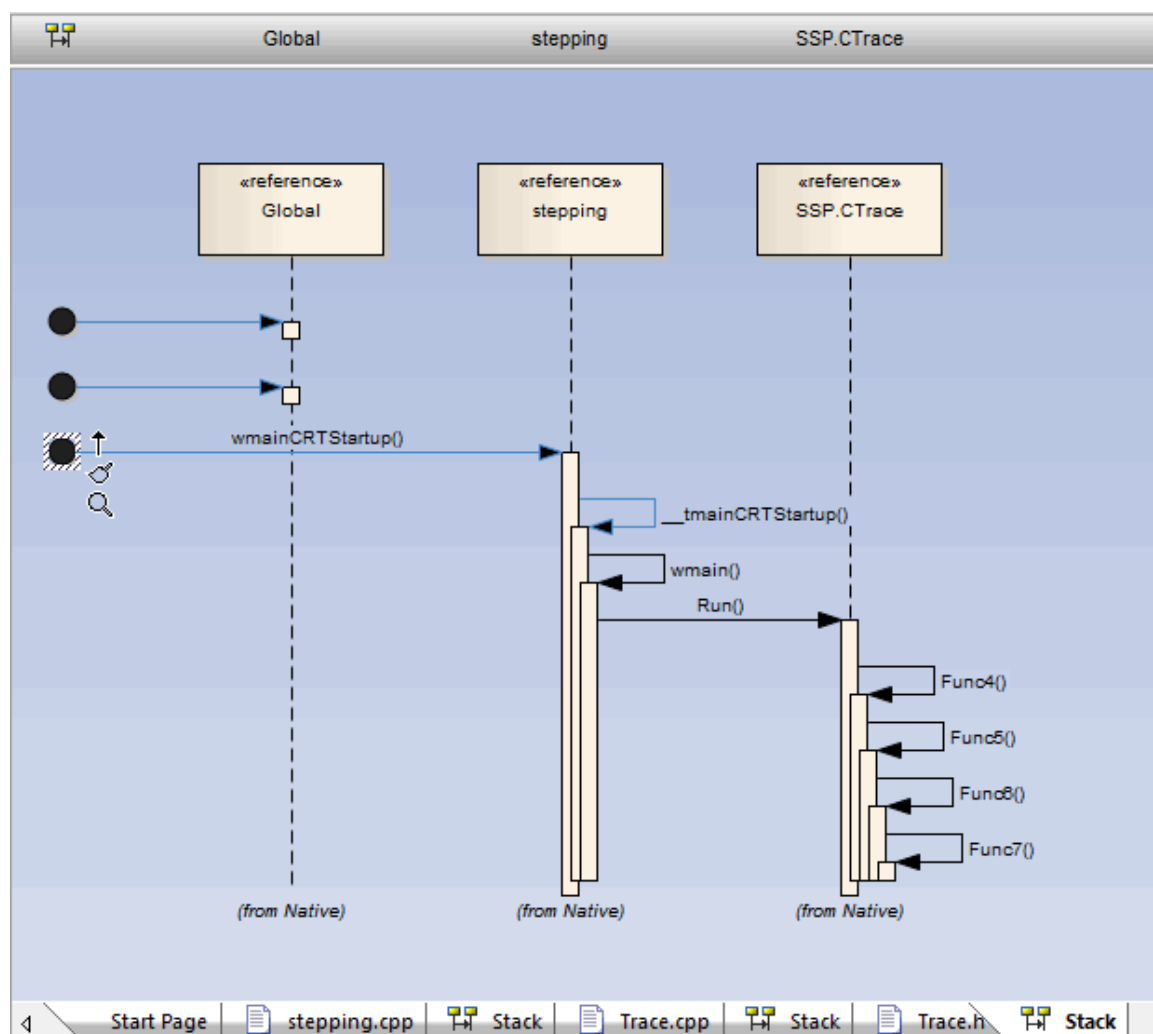 Global stepping SSP.CTrace
«reference» «reference» «reference»
Global stepping SSP.CTrace
wmainCRTStartup()
__tmainCRTStartup()
wmain()
Run()
Func4()
Func5()
Func6()
Func7()
(from Native) (from Native) (from Native)
Start Page stepping.cpp Stack Trace.cpp Stack Trace.h Stack